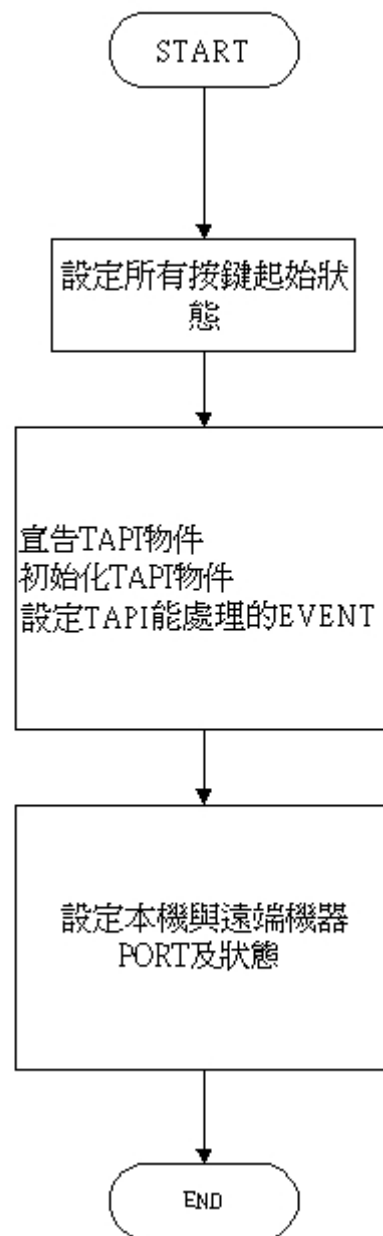 START
設定所有按鍵起始狀
態
宣告TAPI物件
初始化TAPI物件
設定TAPI能處理的EVENT
設定本機與遠端機器
PORT及狀態
END